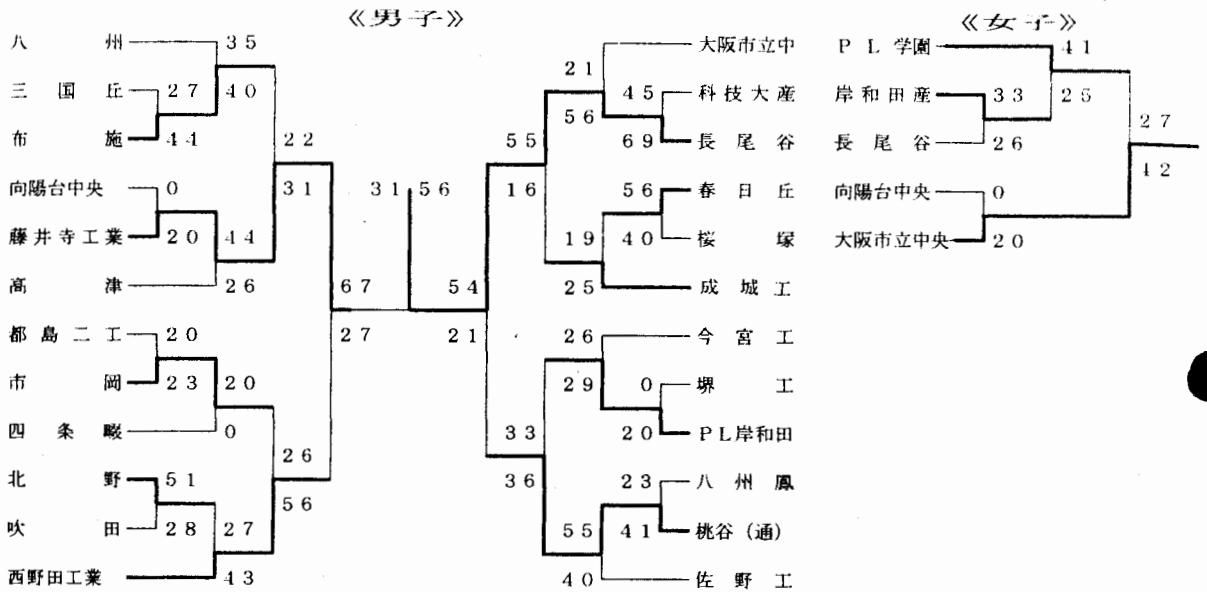 《男子》
《女子》
八州 35
三国丘 27 40
布施 44
22
向陽台中央 0
31
藤井寺工業 20 44
高津 26
67
27
都島二工 20
市岡 23 20
四条畷 0
26
北野 51
56
吹田 28 27
西野田工業 43
31 56
54
21
大阪市立中
21
45 科技大産
56
69 長尾谷
55
16
56 春日丘
19 40 桜塚
25 成城工
26 今宮工
29 0 堺工
20 PL岸和田
33
36
23 八州鳳
55 41 桃谷(通)
40 佐野工
PL学園 41
岸和田産 33 25
長尾谷 26
27
42
向陽台中央 0
大阪市立中央 20